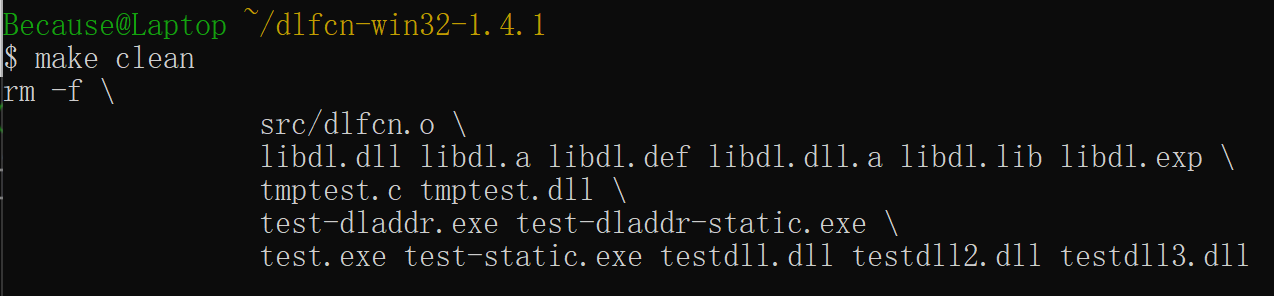 Because@Laptop ~/dlfcn-win32-1.4.1
$ make clean
rm -f \
src/dlfcn.o \
libdl.dll libdl.a libdl.def libdl.dll.a libdl.lib libdl.exp \
tmptest.c tmptest.dll \
test-dladdr.exe test-dladdr-static.exe \
test.exe test-static.exe testdll.dll testdll2.dll testdll3.dll